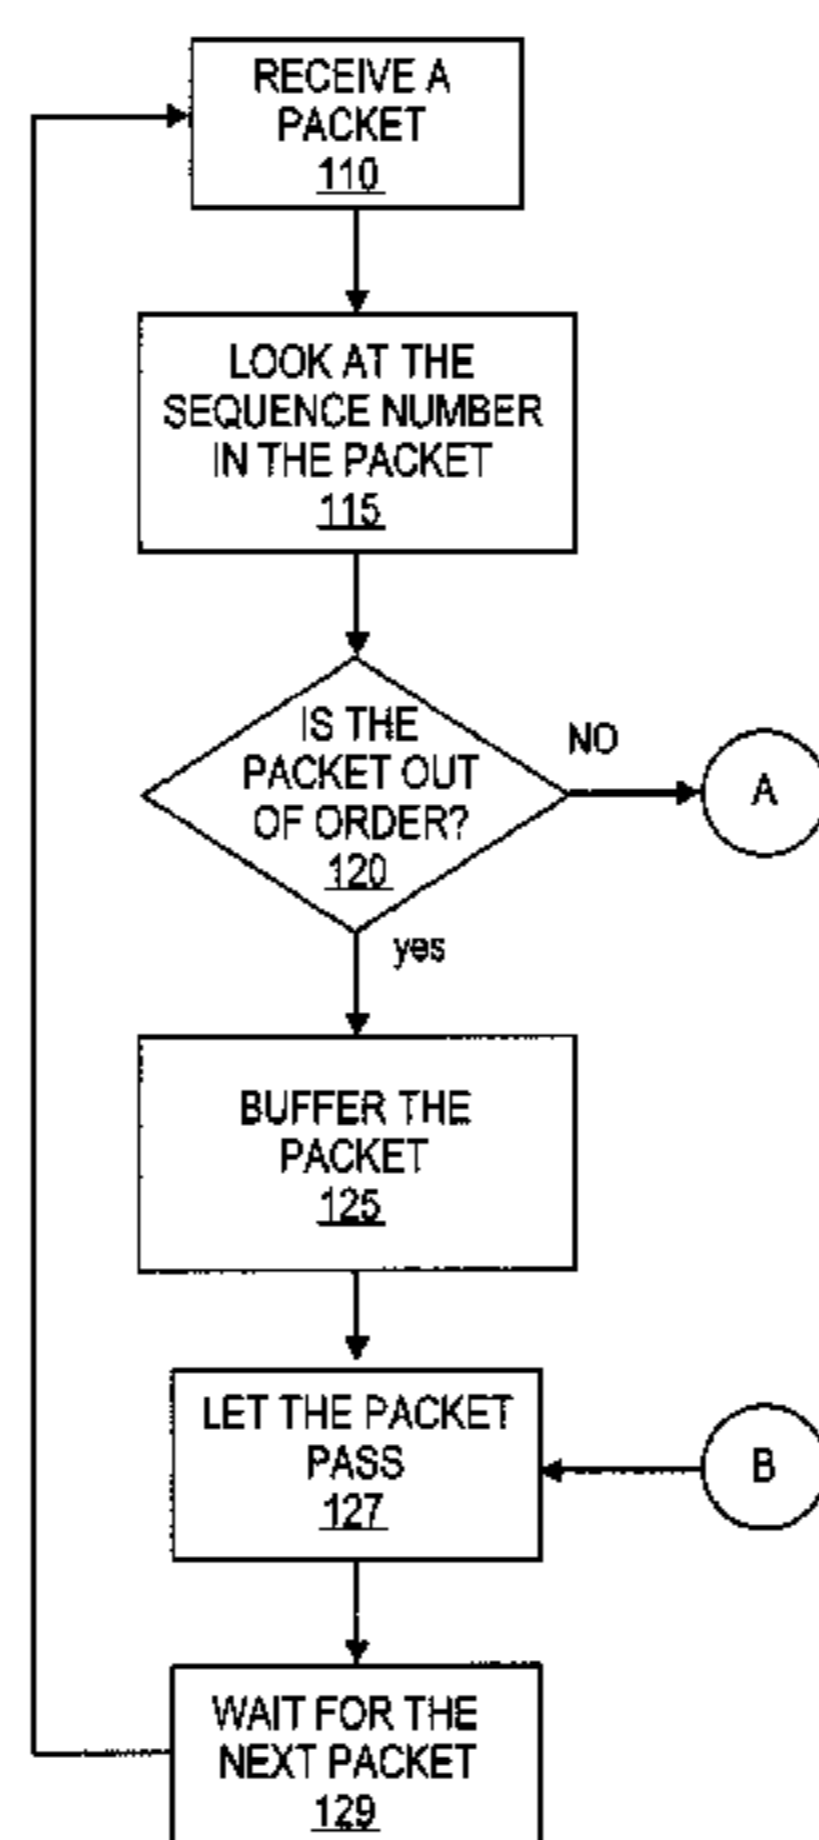 RECEIVE A
PACKET
110
LOOK AT THE
SEQUENCE NUMBER
IN THE PACKET
115
IS THE
PACKET OUT
OF ORDER?
120
NO
A
yes
BUFFER THE
PACKET
125
LET THE PACKET
PASS
127
B
WAIT FOR THE
NEXT PACKET
129